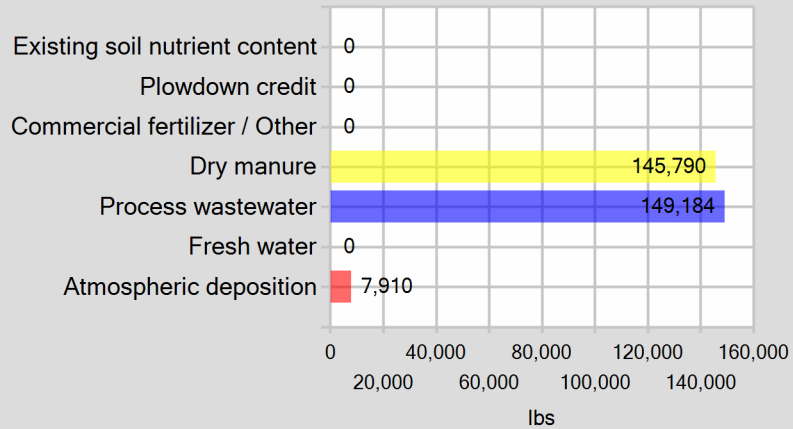 Existing soil nutrient content 0
Plowdown credit 0
Commercial fertilizer / Other 0
Dry manure 145,790
Process wastewater 149,184
Fresh water 0
Atmospheric deposition 7,910
0 40,000 80,000 120,000 160,000
20,000 60,000 100,000 140,000
lbs